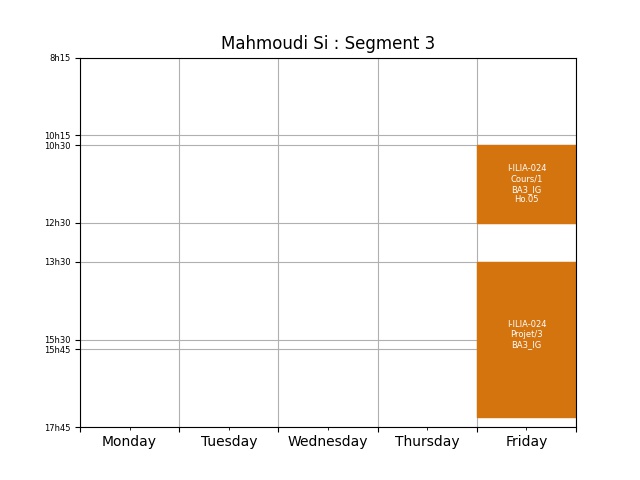 Mahmoudi Si : Segment 3
8h15
10h15
10h30
I-ILIA-024
Cours/1
BA3_IG
Ho.05
12h30
13h30
I-ILIA-024
Projet/3
BA3_IG
15h30
15h45
17h45
Monday Tuesday Wednesday Thursday Friday